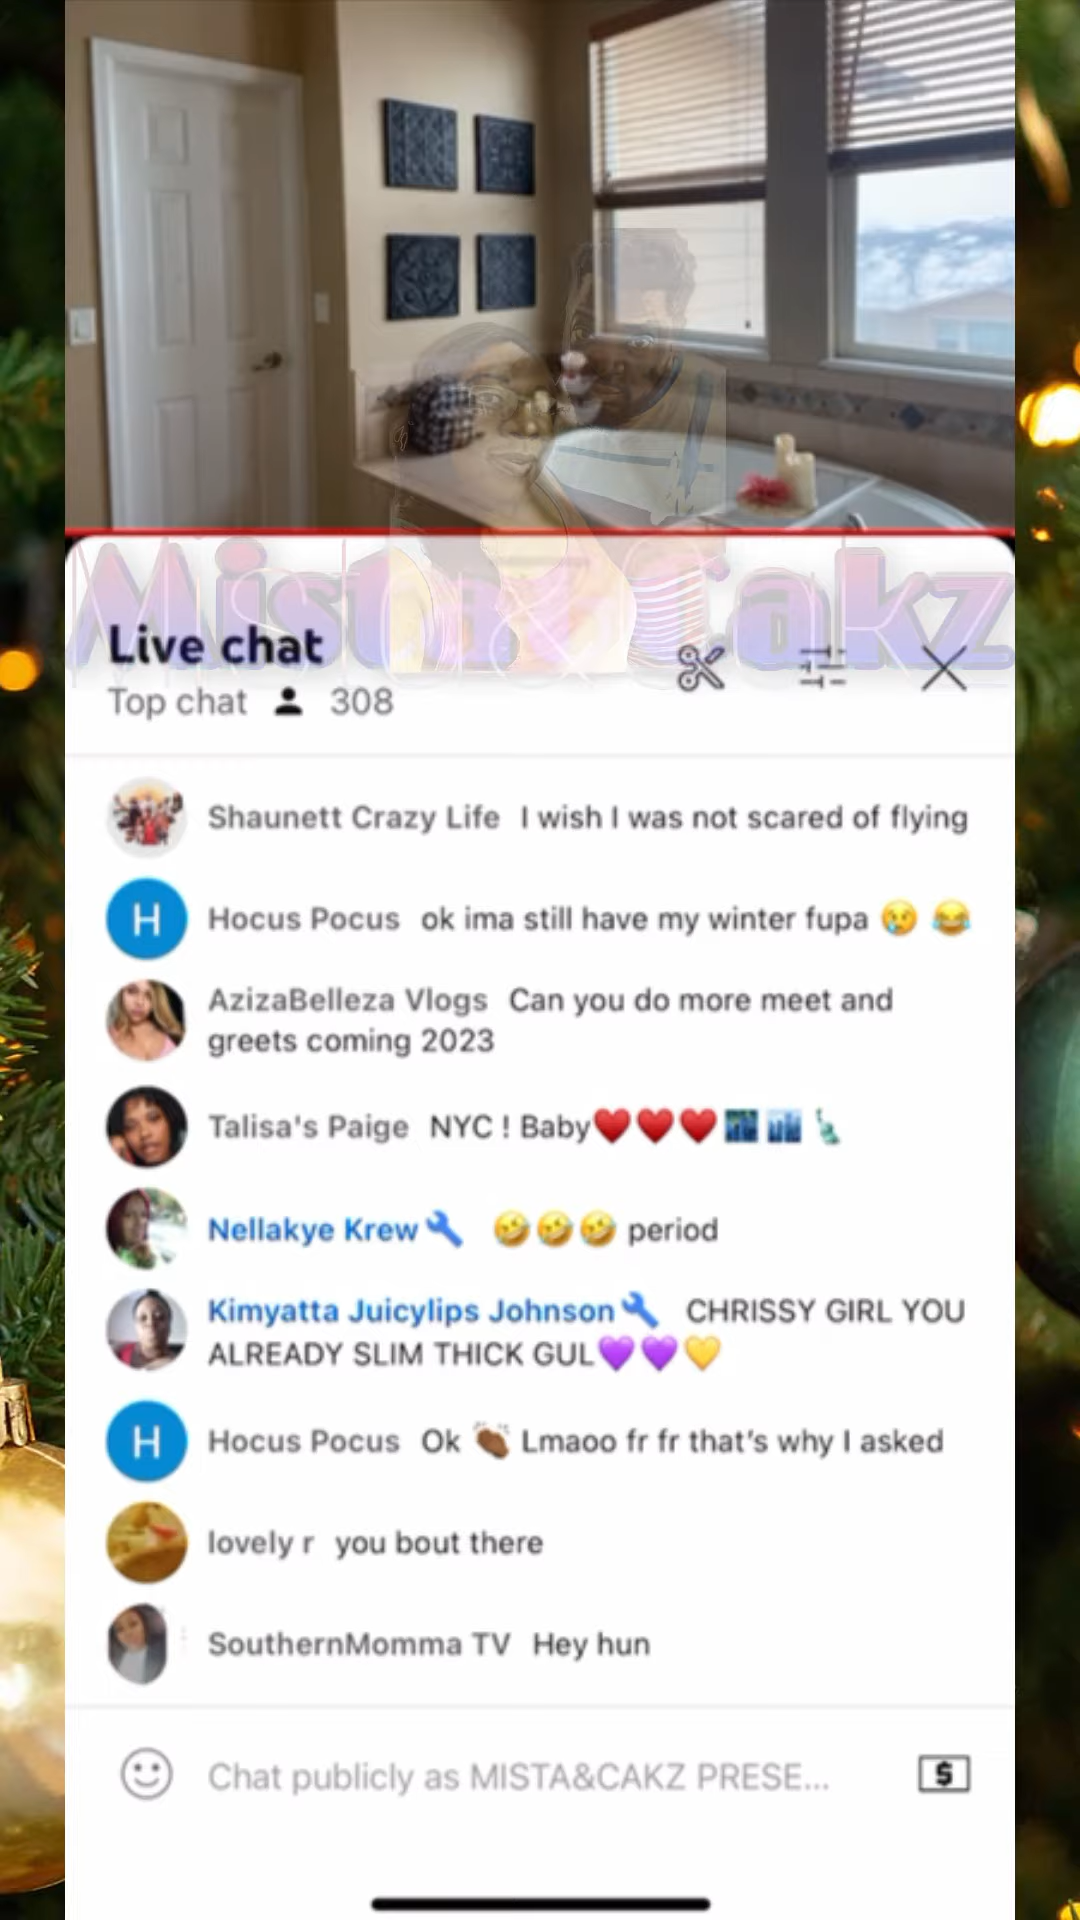 Mista & Cakz
Live chat
Top chat 308
Shaunett Crazy Life I wish I was not scared of flying
H Hocus Pocus ok ima still have my winter fupa 😢 😂
AzizaBelleza Vlogs Can you do more meet and
greets coming 2023
Talisa's Paige NYC ! Baby♥️♥️♥️🌃🏙️🗽
Nellakye Krew🔧 🤣🤣🤣 period
Kimyatta Juicylips Johnson🔧 CHRISSY GIRL YOU
ALREADY SLIM THICK GUL💜💜💛
H Hocus Pocus Ok 👏🏾 Lmaoo fr fr that's why I asked
lovely r you bout there
SouthernMomma TV Hey hun
Chat publicly as MISTA&CAKZ PRESE... $